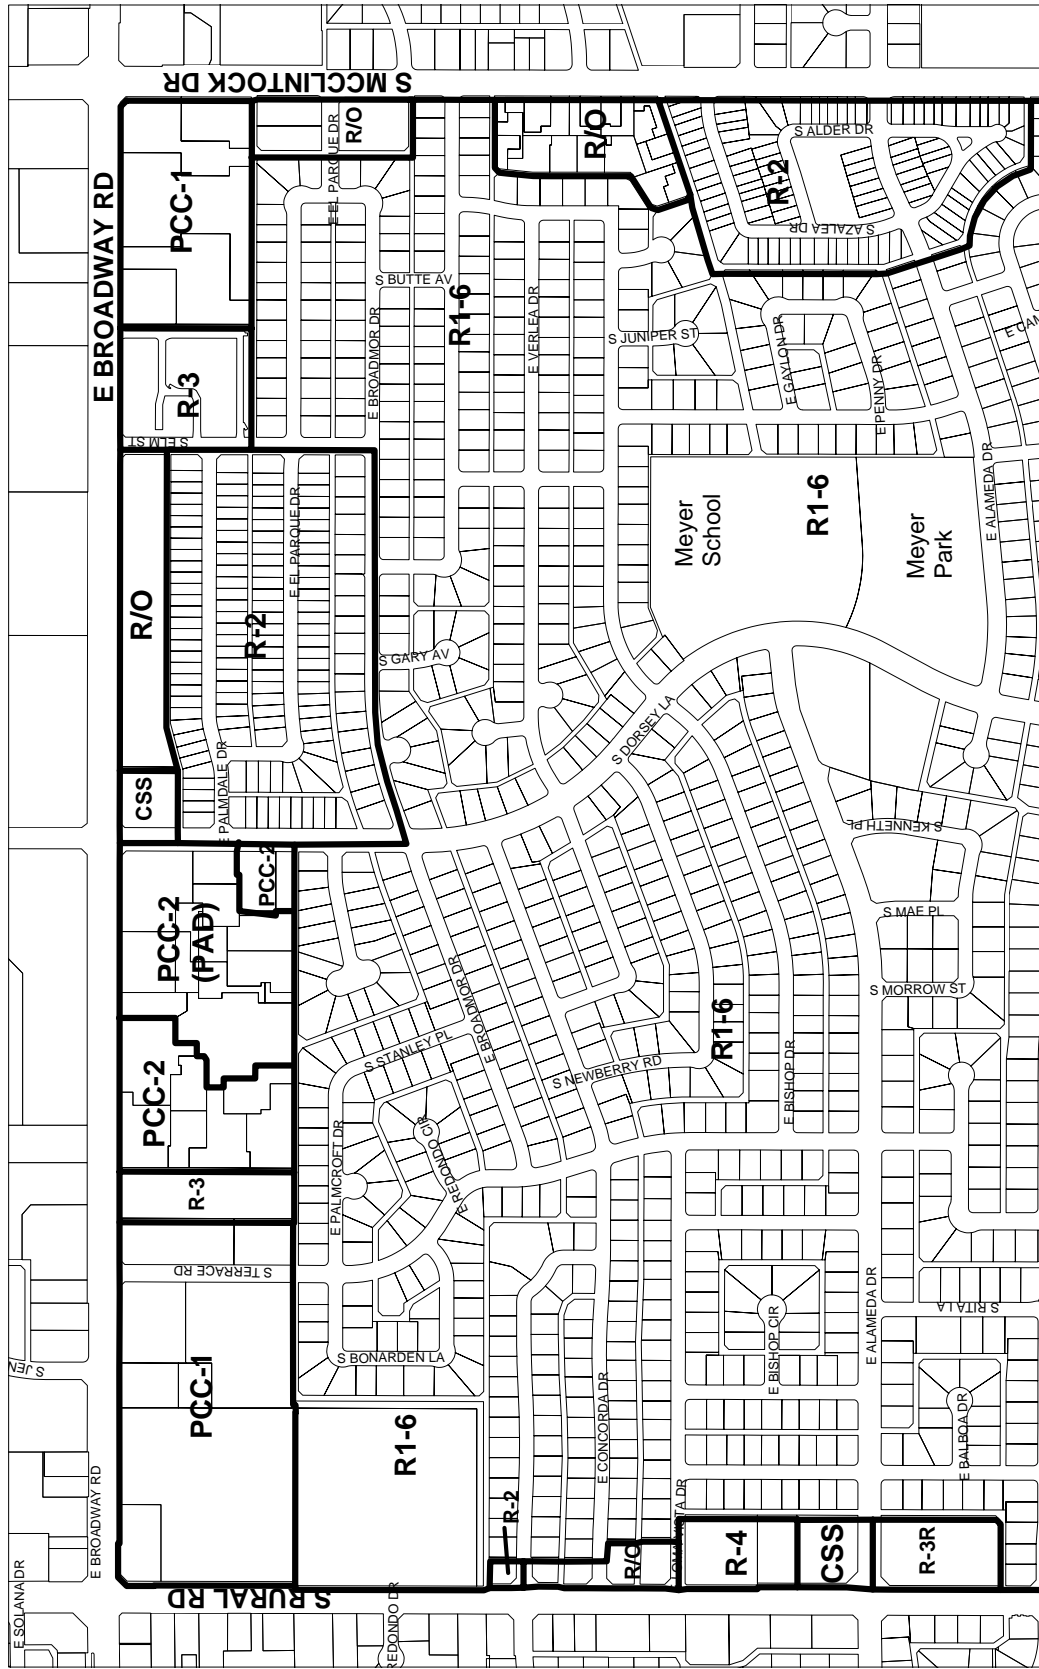 S MCCLINTOCK DR
E BROADWAY RD
PCC-1
R/O
E EL PARQUE DR
R/O
S ALDER DR
R-2
S AZALEA DR
S BUTTE AV
R1-6
E BROADMOR DR
E VERLEA DR
S JUNIPER ST
E GAYLON DR
E PENNY DR
R-3
S ELM ST
E ALAMEDA DR
R/O
R-2
E EL PARQUE DR
Meyer
School
R1-6
Meyer
Park
S GARY AV
S DORSEY LA
CSS
E PALMDALE DR
S KENNETH PL
PCC-2
PCC-2
(PAD)
S MAE PL
S MORROW ST
E BROADMOR DR
S STANLEY PL
R1-6
S NEWBERRY RD
E BISHOP DR
PCC-2
E PALMCROFT DR
E REDONDO CIR
R-3
S TERRACE RD
S RITA LA
E ALAMEDA DR
E BISHOP CIR
S BONARDEN LA
PCC-1
R1-6
E CONCORDA DR
E BALBOA DR
S JEN
E BROADWAY RD
R-2
R/O
R-4
CSS
R-3R
S RURAL RD
E SOLANA DR
REDONDO DR